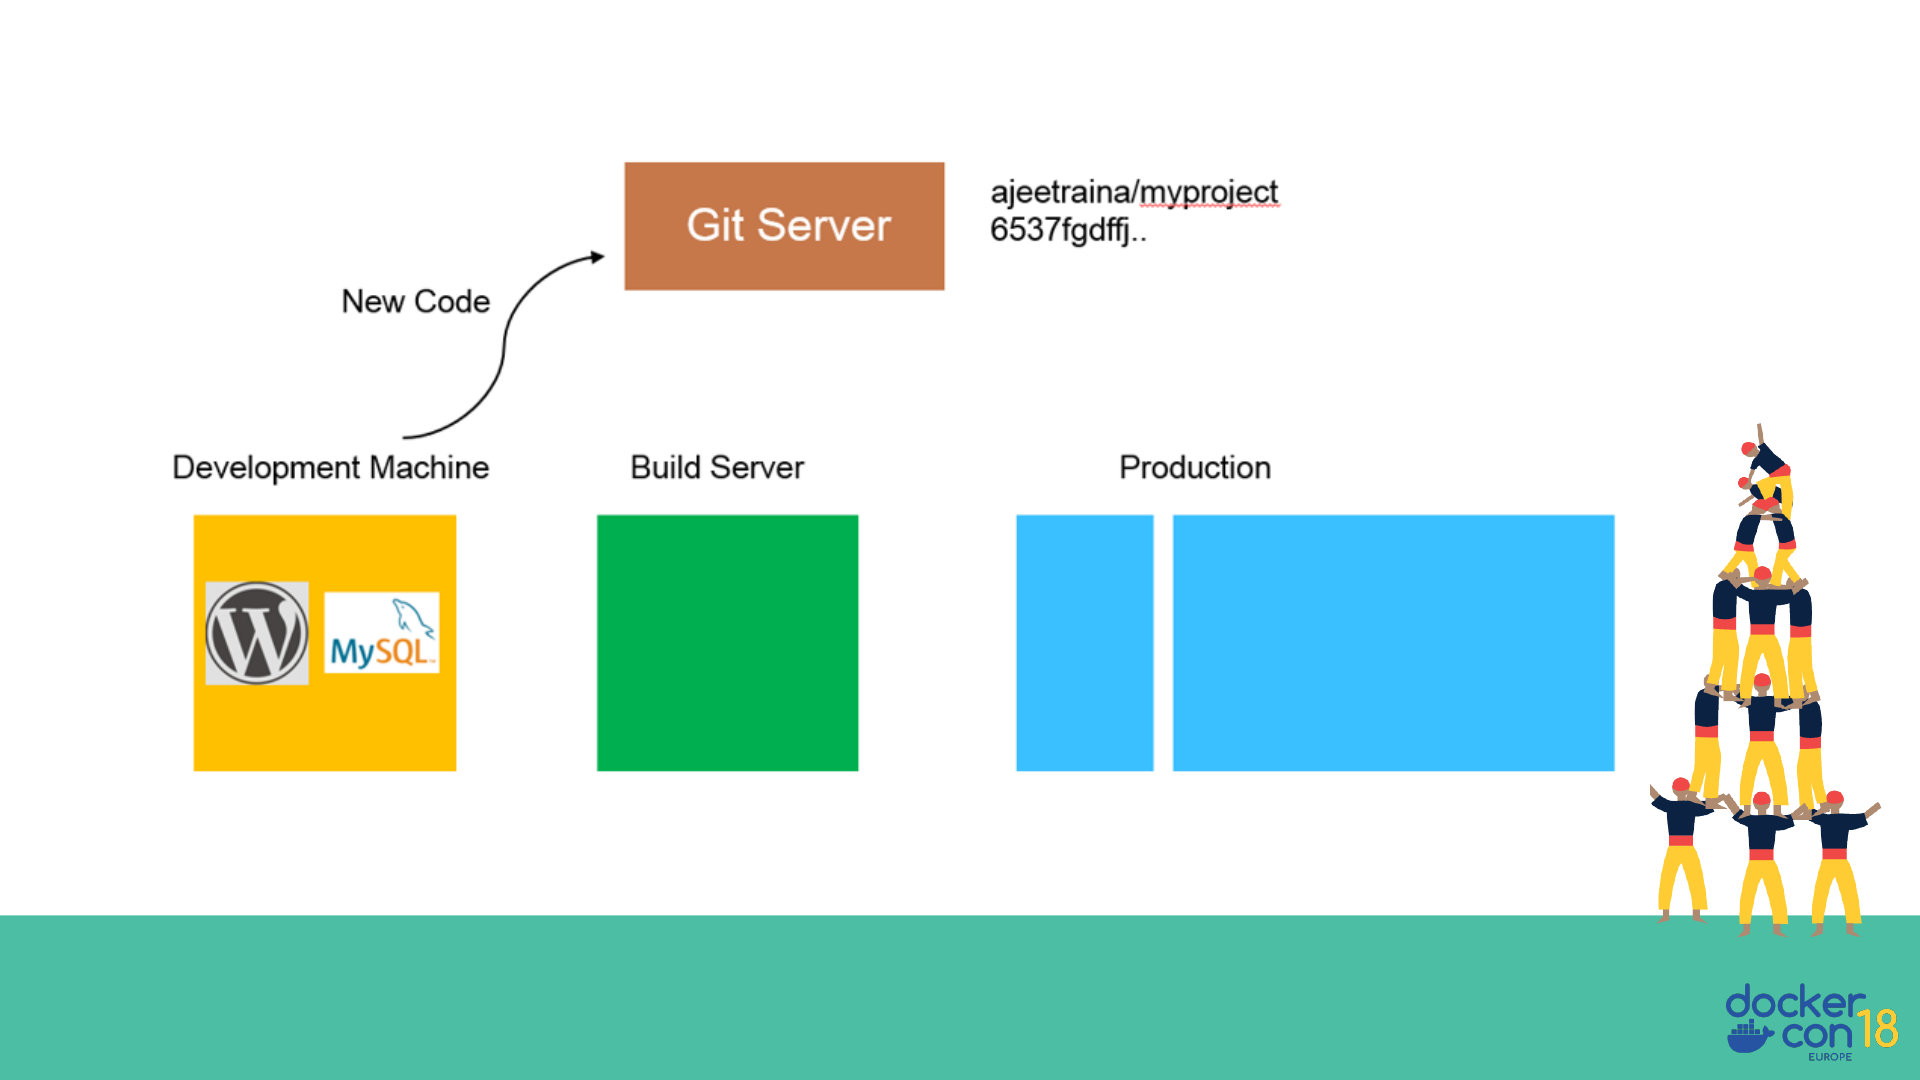 Git Server
ajeetraina/myproject
6537fgdffj..
New Code
Development Machine
Build Server
Production
W
MySQL
docker
con 18
EUROPE